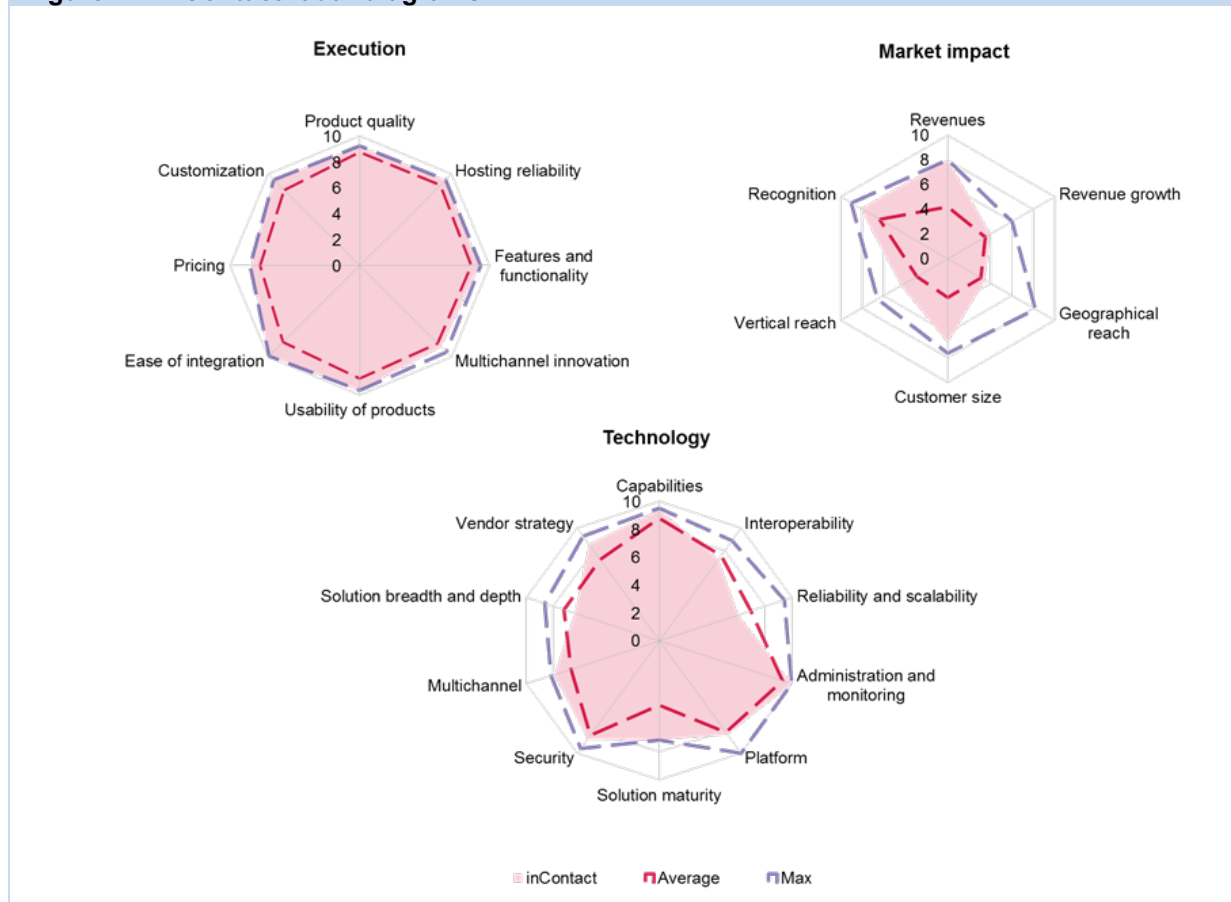 Execution
Product quality
10
8
6
4
2
0
Customization
Hosting reliability
Pricing
Features and
functionality
Ease of integration
Multichannel innovation
Usability of products
Market impact
Revenues
10
8
6
4
2
0
Recognition
Revenue growth
Vertical reach
Geographical
reach
Customer size
Technology
Capabilities
10
8
6
4
2
0
Vendor strategy
Interoperability
Solution breadth and depth
Reliability and scalability
Multichannel
Administration and
monitoring
Security
Platform
Solution maturity
inContact
Average
Max